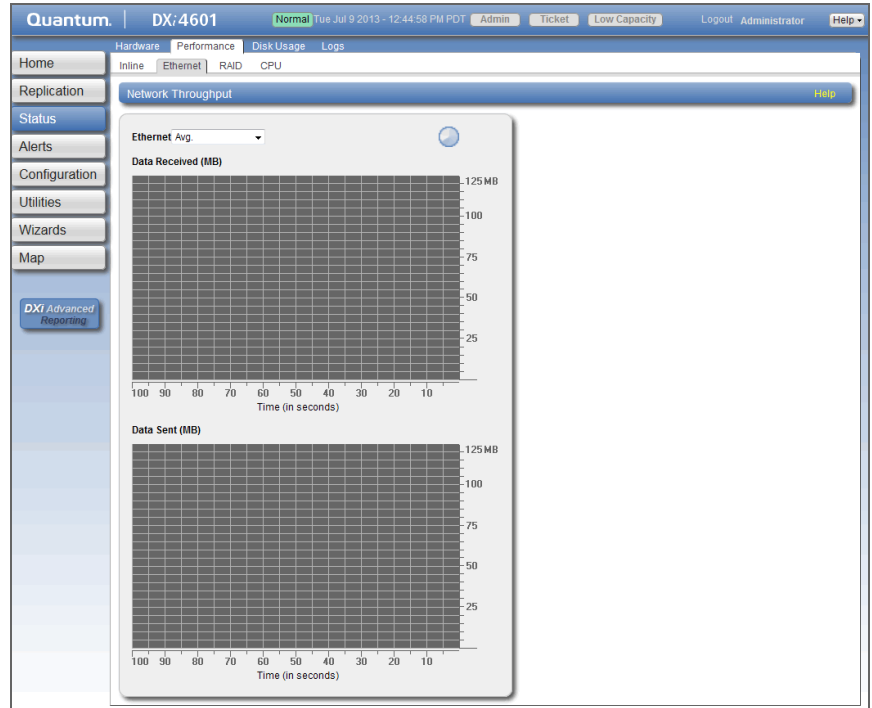 Quantum. DXi4601 Normal Tue Jul 9 2013 - 12:44:58 PM PDT Admin Ticket Low Capacity Logout Administrator Help
Hardware Performance Disk Usage Logs
Inline Ethernet RAID CPU
Home
Replication
Status
Alerts
Configuration
Utilities
Wizards
Map
DXi Advanced
Reporting
Network Throughput Help
Ethernet Avg.
Data Received (MB)
125 MB
100
75
50
25
100 90 80 70 60 50 40 30 20 10
Time (in seconds)
Data Sent (MB)
125 MB
100
75
50
25
100 90 80 70 60 50 40 30 20 10
Time (in seconds)